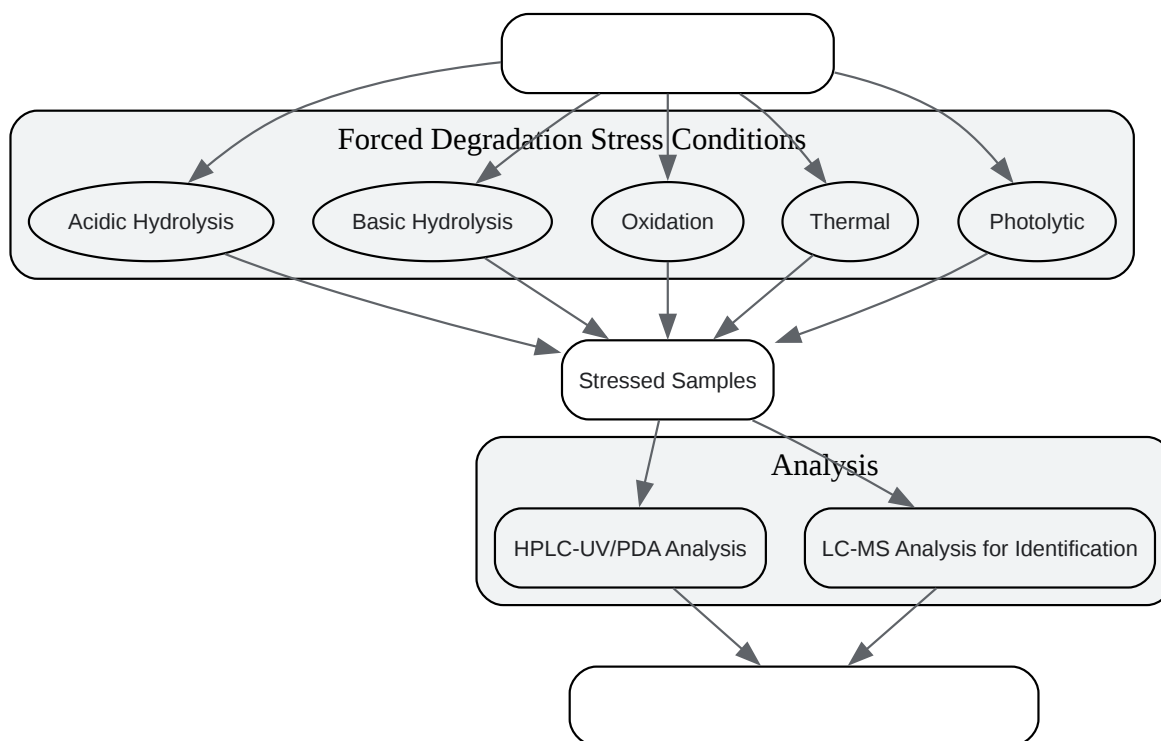 Forced Degradation Stress Conditions
Acidic Hydrolysis
Basic Hydrolysis
Oxidation
Thermal
Photolytic
Stressed Samples
Analysis
HPLC-UV/PDA Analysis
LC-MS Analysis for Identification